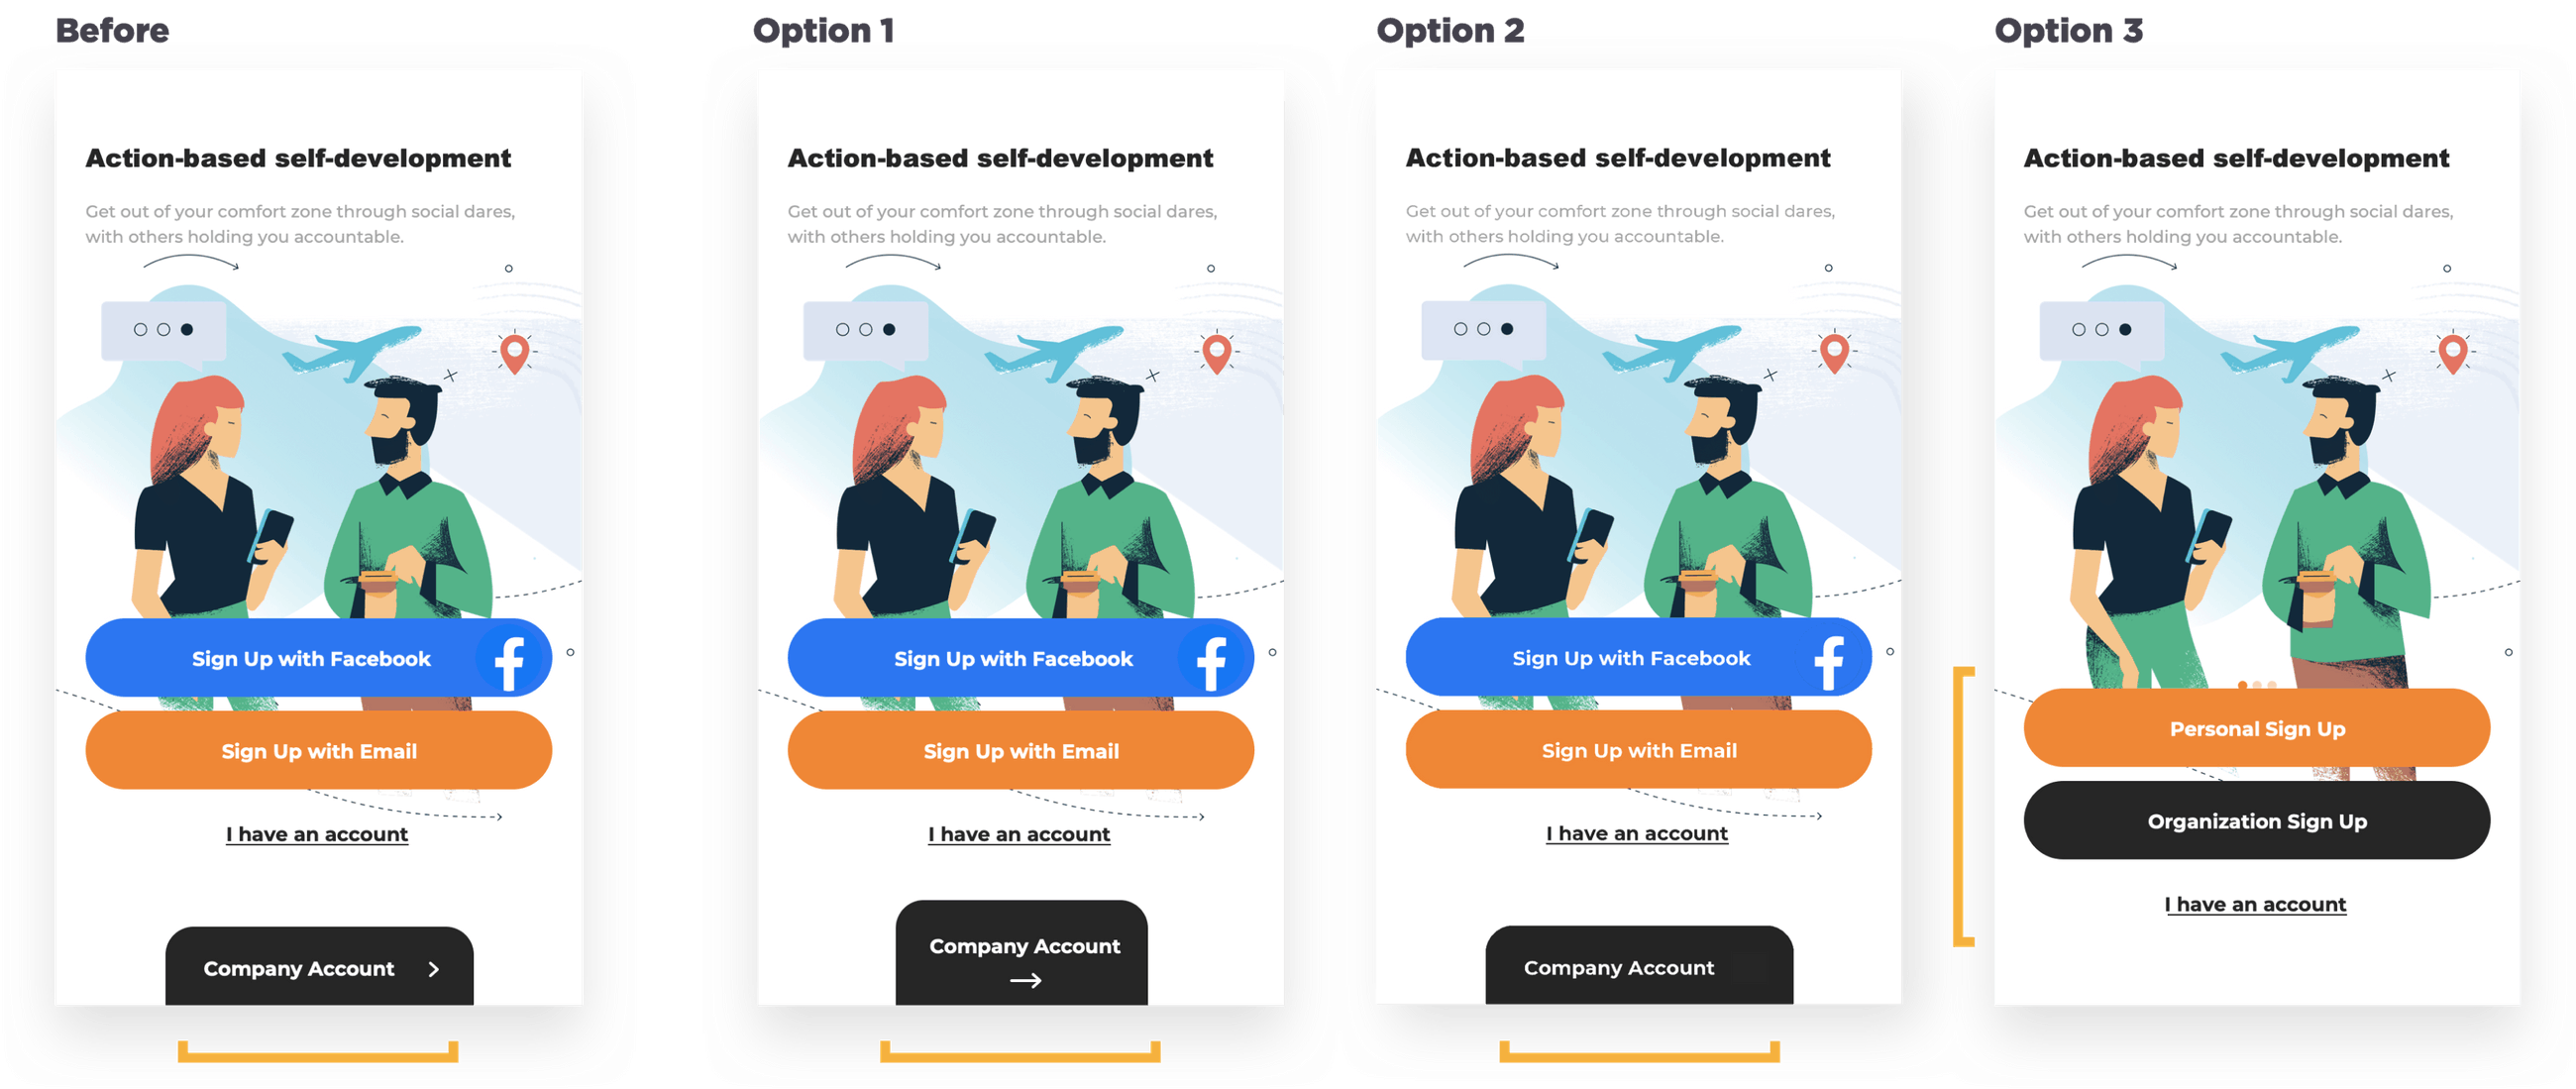 Before
Action-based self-development
Get out of your comfort zone through social dares,
with others holding you accountable.
Sign Up with Facebook
Sign Up with Email
I have an account
Company Account
Option 1
Action-based self-development
Get out of your comfort zone through social dares,
with others holding you accountable.
Sign Up with Facebook
Sign Up with Email
I have an account
Company Account
Option 2
Action-based self-development
Get out of your comfort zone through social dares,
with others holding you accountable.
Sign Up with Facebook
Sign Up with Email
I have an account
Company Account
Option 3
Action-based self-development
Get out of your comfort zone through social dares,
with others holding you accountable.
Personal Sign Up
Organization Sign Up
I have an account